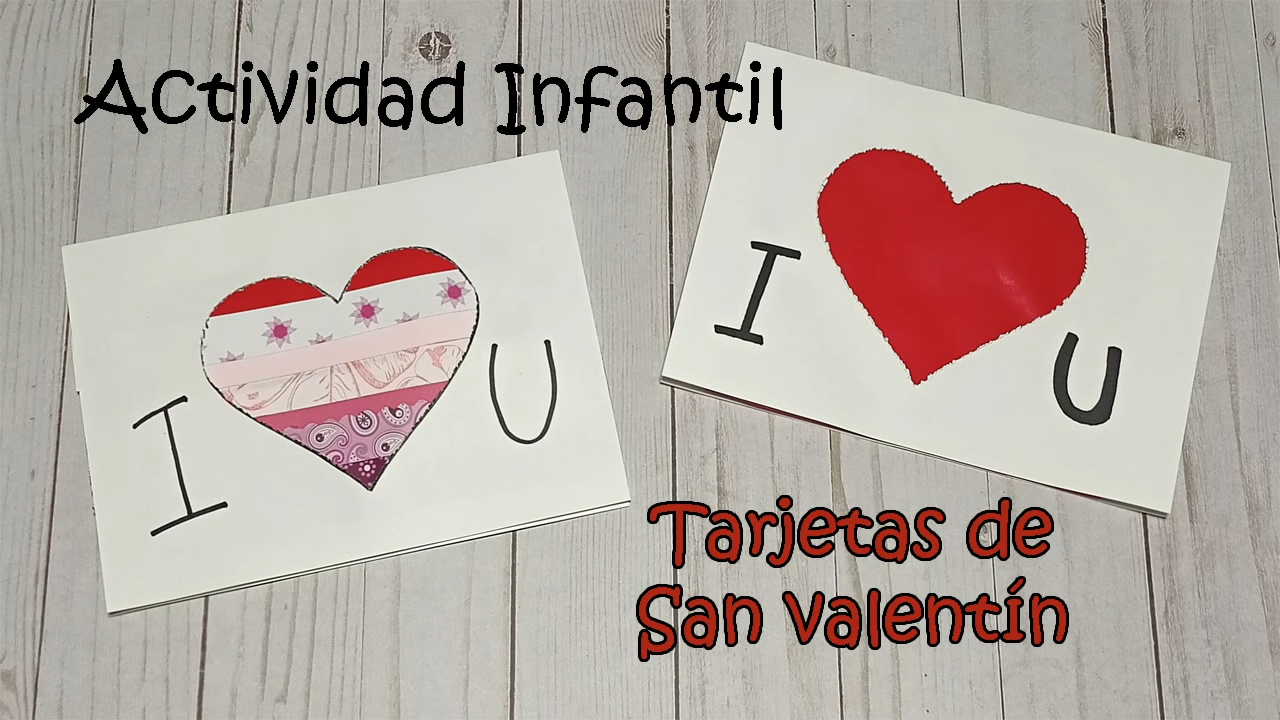 Actividad Infantil
I U
I U
Tarjetas de
San Valentín